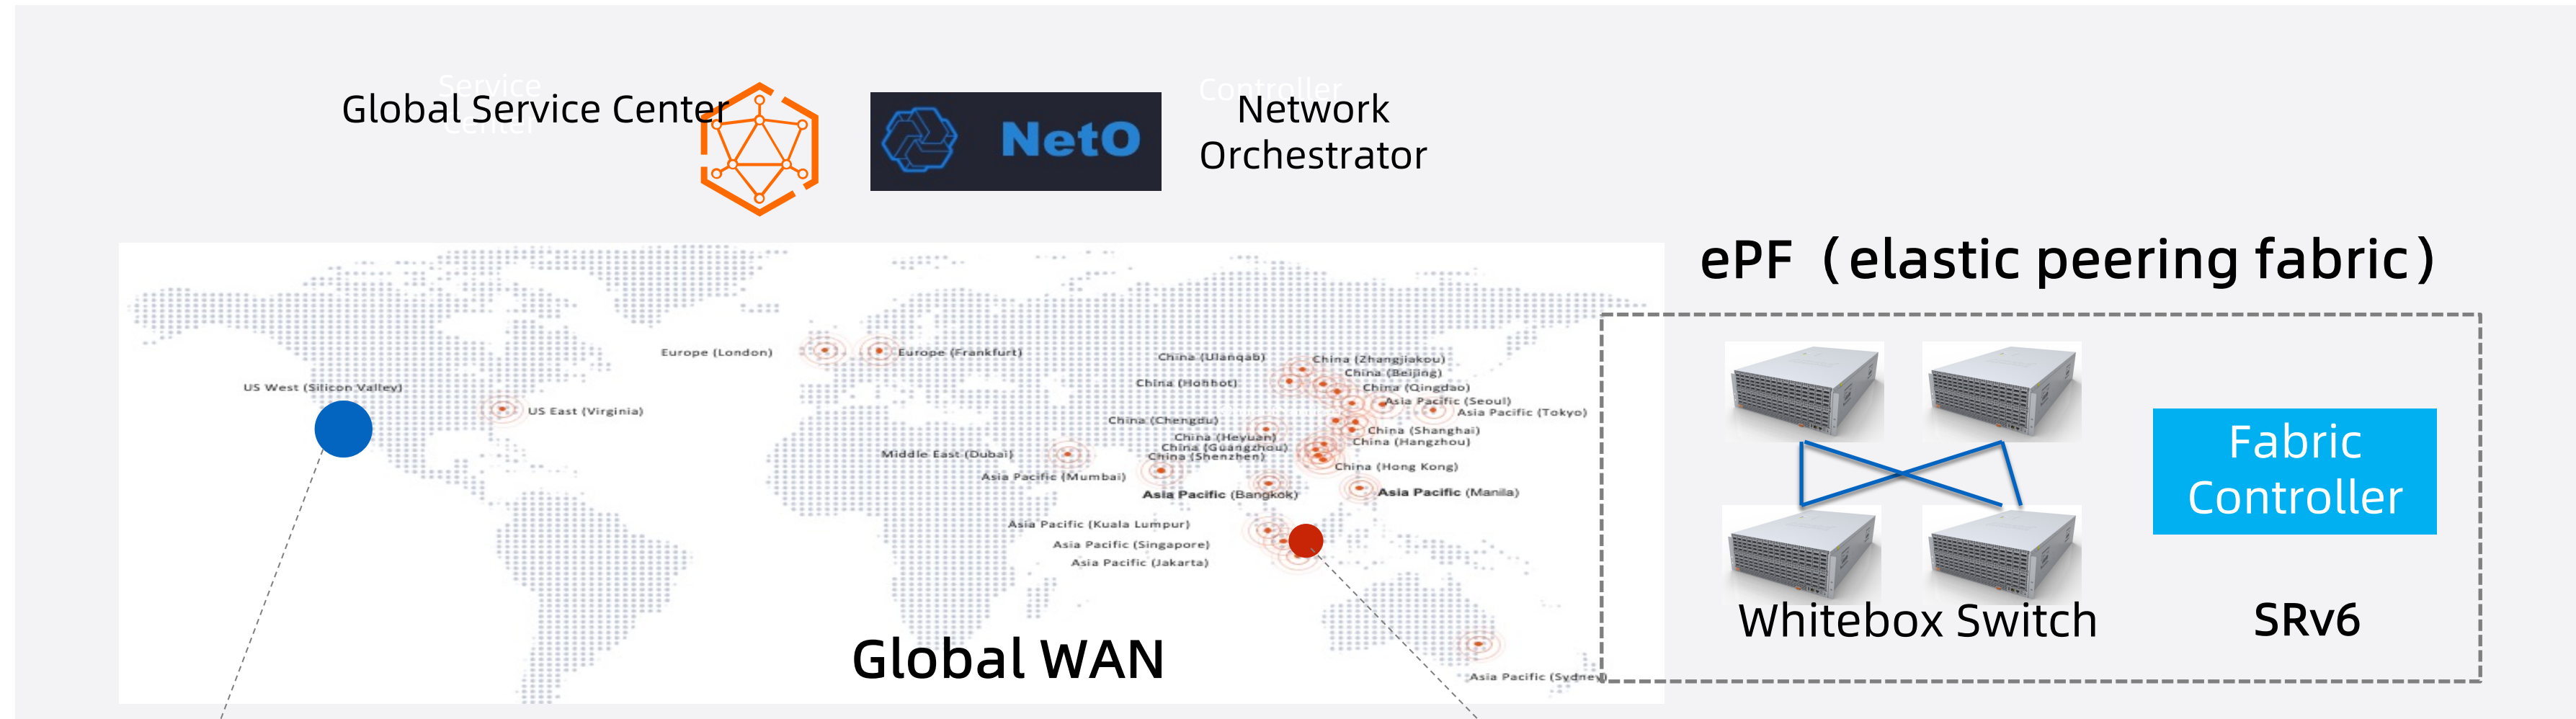 Service
Center
Global Service Center
NetO
Controller
Network
Orchestrator
ePF（elastic peering fabric）
Europe (London)
Europe (Frankfurt)
US West (Silicon Valley)
US East (Virginia)
China (Ulanqab)
China (Zhangjiakou)
China (Beijing)
China (Hohhot)
China (Qingdao)
Asia Pacific (Seoul)
Asia Pacific (Tokyo)
China (Chengdu)
China (Shanghai)
China (Heyuan)
China (Hangzhou)
China (Guangzhou)
China (Shenzhen)
Middle East (Dubai)
China (Hong Kong)
Asia Pacific (Mumbai)
Asia Pacific (Bangkok)
Asia Pacific (Manila)
Asia Pacific (Kuala Lumpur)
Asia Pacific (Singapore)
Asia Pacific (Jakarta)
Asia Pacific (Sydney)
Global WAN
Fabric
Controller
Whitebox Switch
SRv6